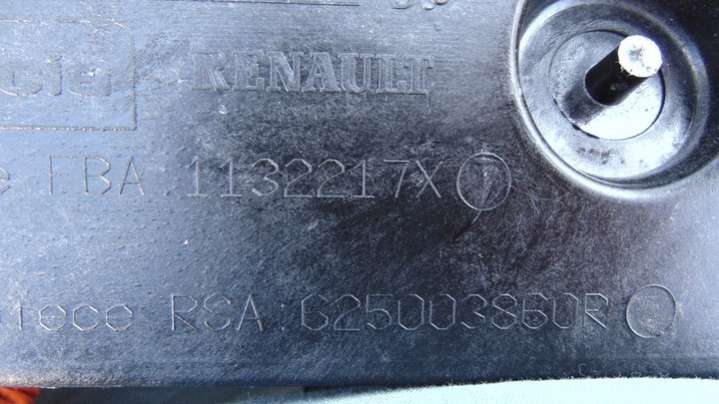 RENAULT
FBA 1132217X
RSA: 625003860R